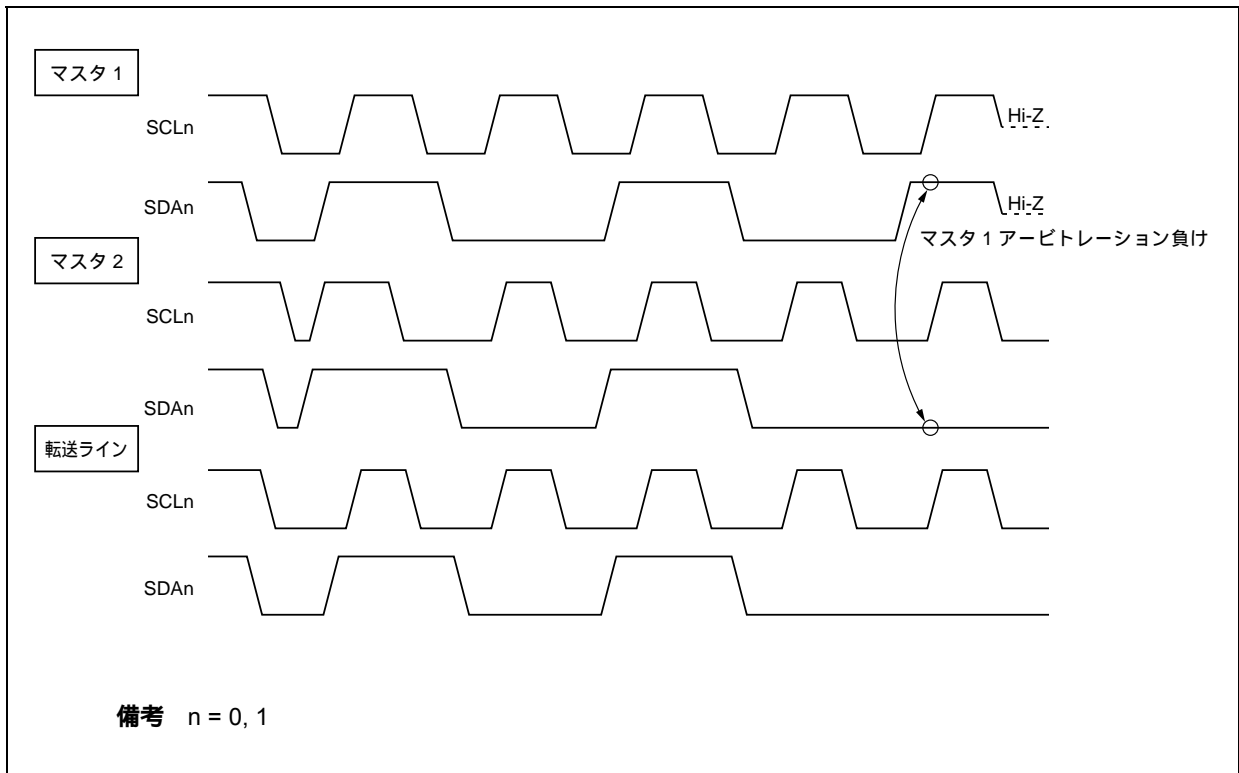 マスタ 1
SCLn
Hi-Z
SDAn
Hi-Z
マスタ 1 アービトレーション負け
マスタ 2
SCLn
SDAn
転送ライン
SCLn
SDAn
備考 n = 0, 1